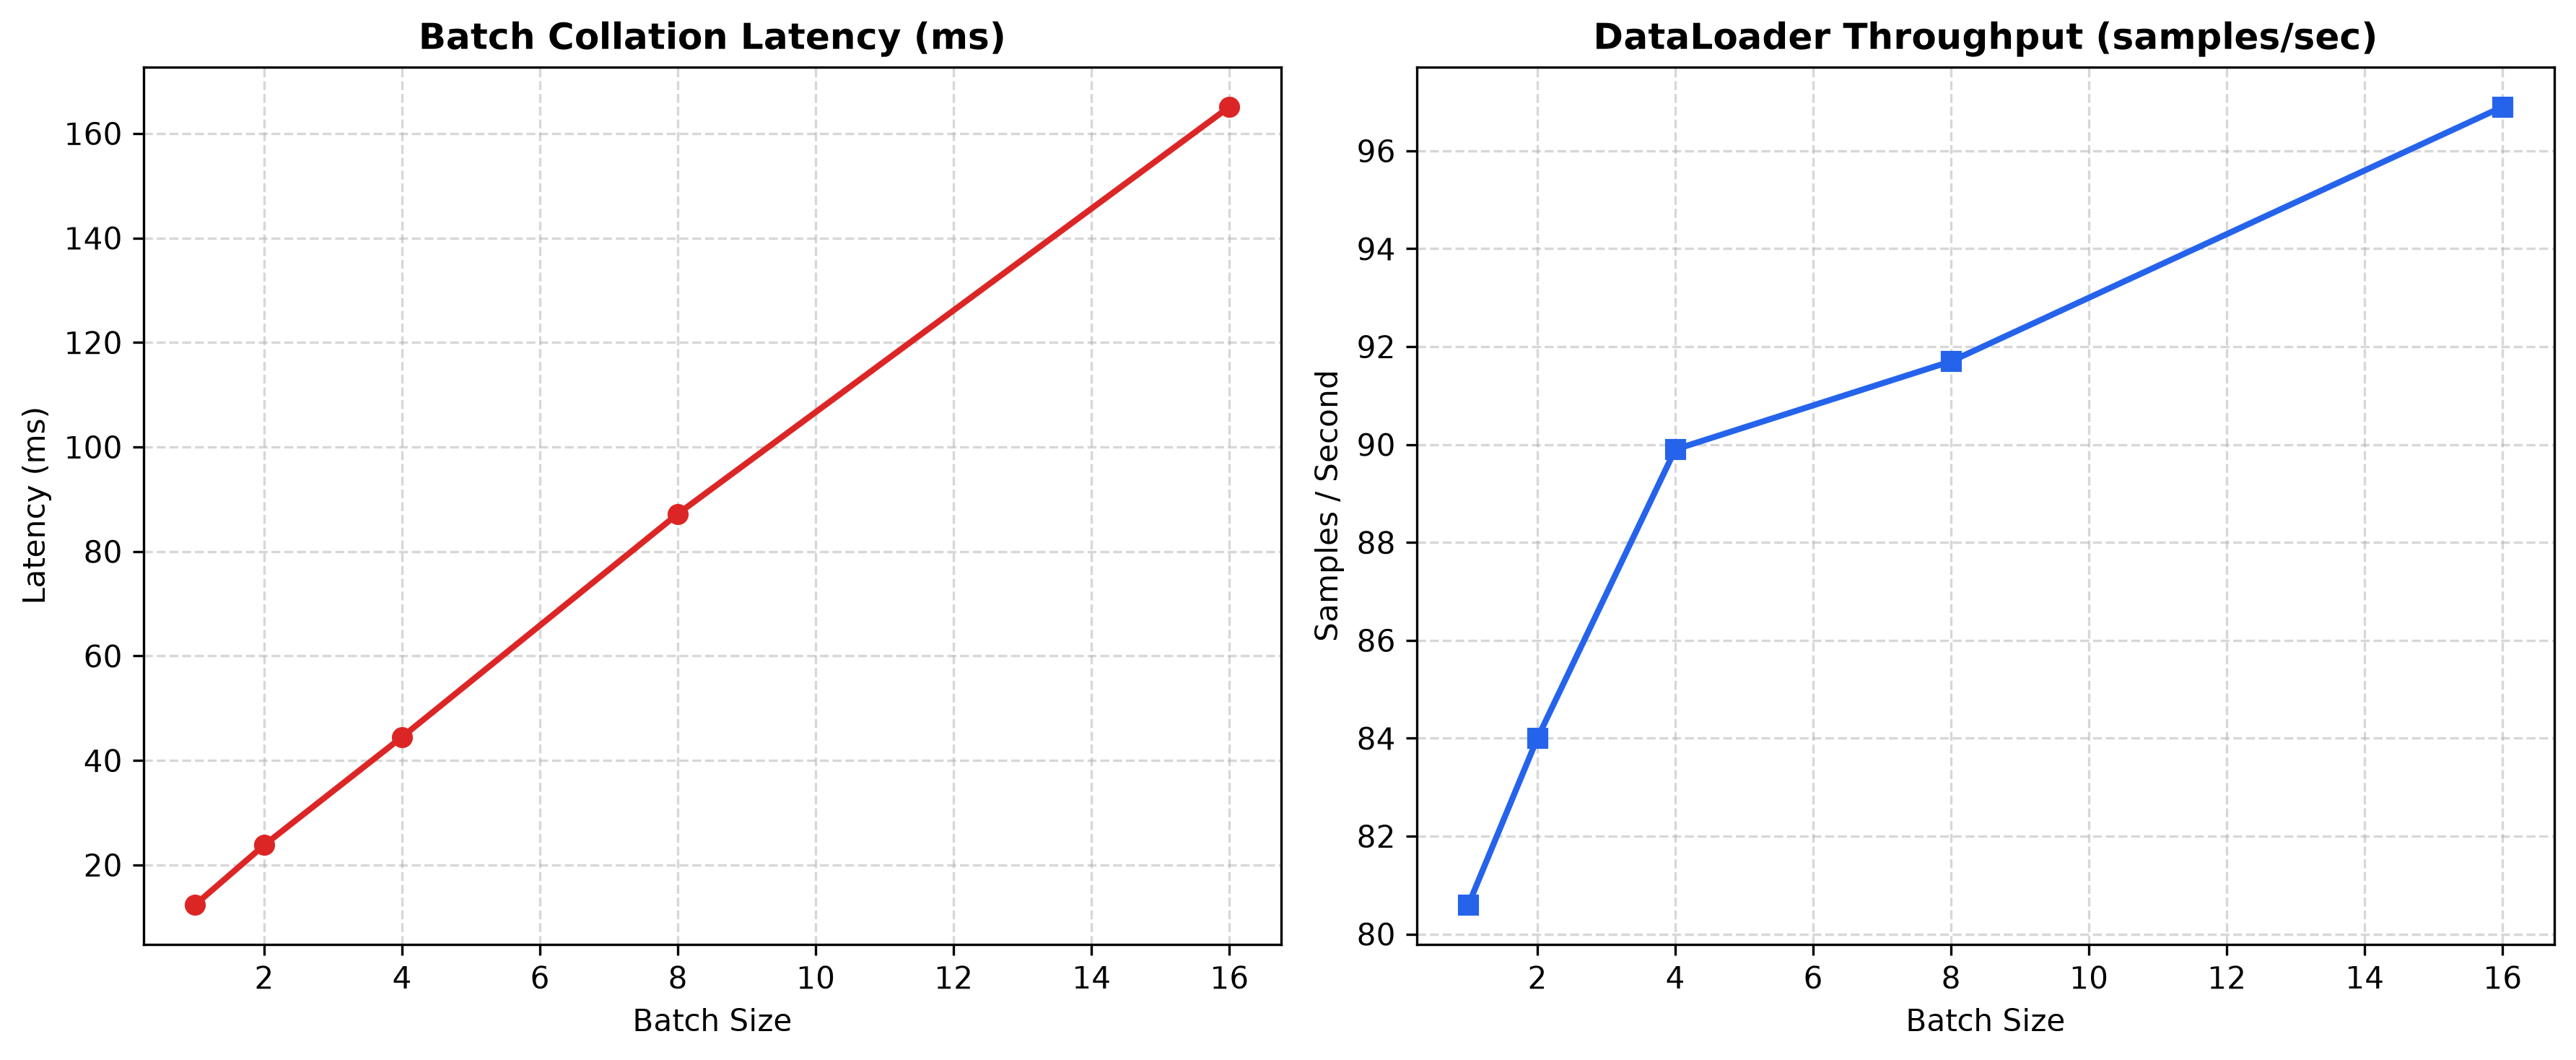 Batch Collation Latency (ms)
Latency (ms)
160
140
120
100
80
60
40
20
2 4 6 8 10 12 14 16
Batch Size
DataLoader Throughput (samples/sec)
Samples / Second
96
94
92
90
88
86
84
82
80
2 4 6 8 10 12 14 16
Batch Size